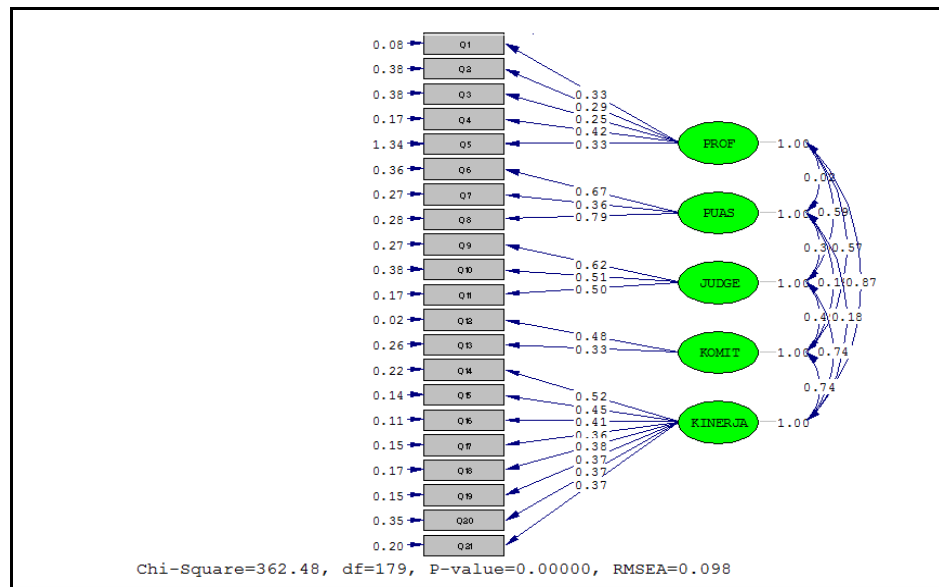 0.08 Q1
0.38 Q2
0.38 Q3
0.17 Q4
1.34 Q5
0.36 Q6
0.27 Q7
0.28 Q8
0.27 Q9
0.38 Q10
0.17 Q11
0.02 Q12
0.26 Q13
0.22 Q14
0.14 Q15
0.11 Q16
0.15 Q17
0.17 Q18
0.15 Q19
0.35 Q20
0.20 Q21
0.33
0.29
0.25
0.42
0.33
0.67
0.36
0.79
0.62
0.51
0.50
0.48
0.33
0.52
0.45
0.41
0.36
0.38
0.37
0.37
0.37
PROF 1.00
PUAS 1.00
JUDGE 1.00
KOMIT 1.00
KINERJA 1.00
0.02
0.59
0.57
0.87
0.18
0.74
0.74
Chi-Square=362.48, df=179, P-value=0.00000, RMSEA=0.098